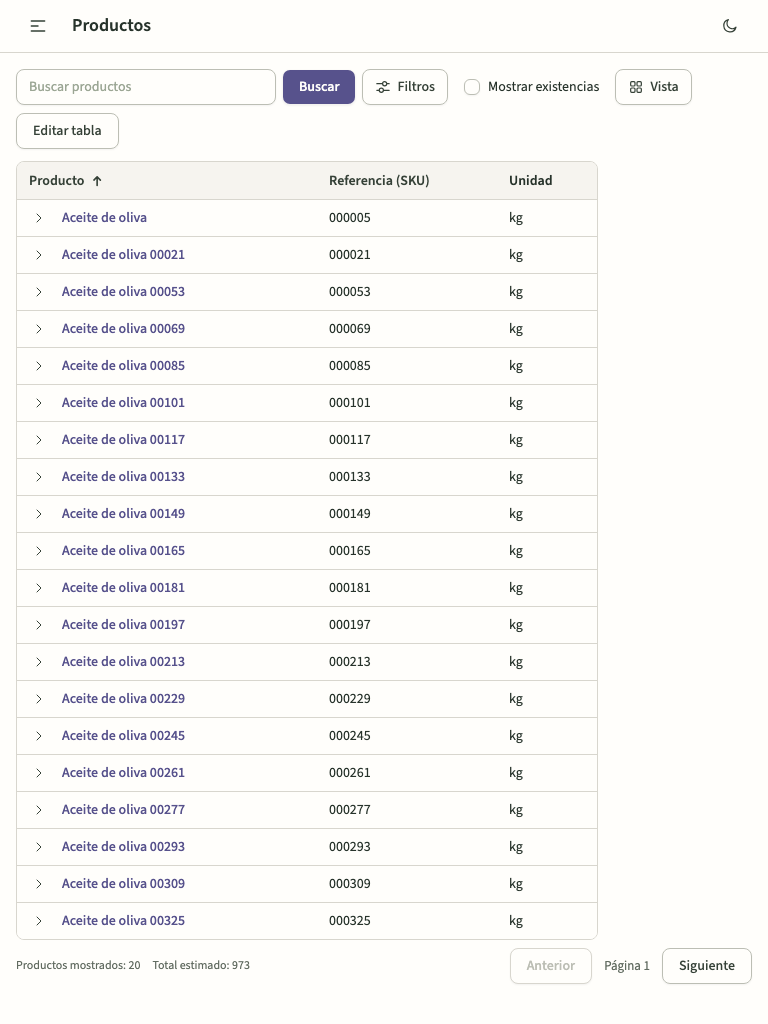 Productos
Buscar productos Buscar Filtros Mostrar existencias Vista
Editar tabla
Producto Referencia (SKU) Unidad
Aceite de oliva 000005 kg
Aceite de oliva 00021 000021 kg
Aceite de oliva 00053 000053 kg
Aceite de oliva 00069 000069 kg
Aceite de oliva 00085 000085 kg
Aceite de oliva 00101 000101 kg
Aceite de oliva 00117 000117 kg
Aceite de oliva 00133 000133 kg
Aceite de oliva 00149 000149 kg
Aceite de oliva 00165 000165 kg
Aceite de oliva 00181 000181 kg
Aceite de oliva 00197 000197 kg
Aceite de oliva 00213 000213 kg
Aceite de oliva 00229 000229 kg
Aceite de oliva 00245 000245 kg
Aceite de oliva 00261 000261 kg
Aceite de oliva 00277 000277 kg
Aceite de oliva 00293 000293 kg
Aceite de oliva 00309 000309 kg
Aceite de oliva 00325 000325 kg
Productos mostrados: 20 Total estimado: 973 Anterior Página 1 Siguiente